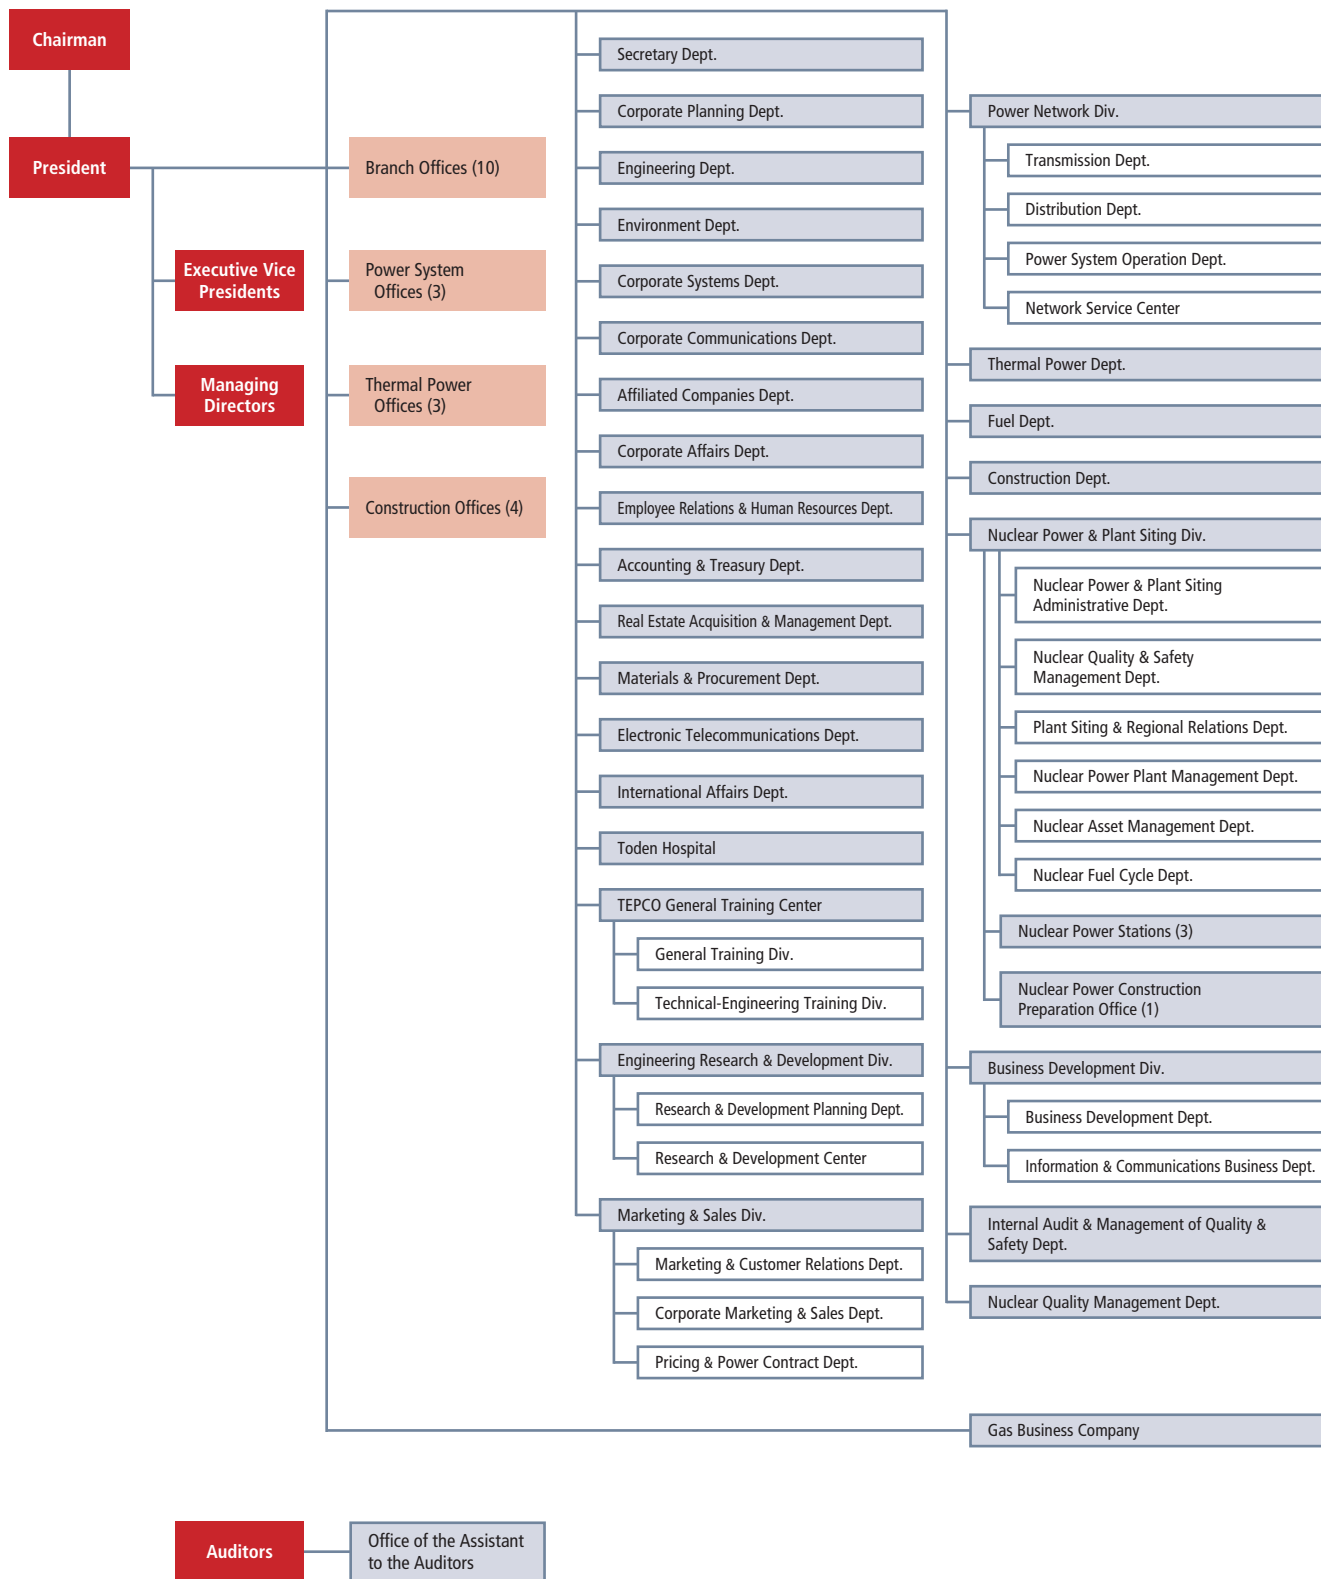 Chairman
President
Executive Vice
Presidents
Managing
Directors
Branch Offices (10)
Power System
Offices (3)
Thermal Power
Offices (3)
Construction Offices (4)
Secretary Dept.
Corporate Planning Dept.
Engineering Dept.
Environment Dept.
Corporate Systems Dept.
Corporate Communications Dept.
Affiliated Companies Dept.
Corporate Affairs Dept.
Employee Relations & Human Resources Dept.
Accounting & Treasury Dept.
Real Estate Acquisition & Management Dept.
Materials & Procurement Dept.
Electronic Telecommunications Dept.
International Affairs Dept.
Toden Hospital
TEPCO General Training Center
General Training Div.
Technical-Engineering Training Div.
Engineering Research & Development Div.
Research & Development Planning Dept.
Research & Development Center
Marketing & Sales Div.
Marketing & Customer Relations Dept.
Corporate Marketing & Sales Dept.
Pricing & Power Contract Dept.
Power Network Div.
Transmission Dept.
Distribution Dept.
Power System Operation Dept.
Network Service Center
Thermal Power Dept.
Fuel Dept.
Construction Dept.
Nuclear Power & Plant Siting Div.
Nuclear Power & Plant Siting
Administrative Dept.
Nuclear Quality & Safety
Management Dept.
Plant Siting & Regional Relations Dept.
Nuclear Power Plant Management Dept.
Nuclear Asset Management Dept.
Nuclear Fuel Cycle Dept.
Nuclear Power Stations (3)
Nuclear Power Construction
Preparation Office (1)
Business Development Div.
Business Development Dept.
Information & Communications Business Dept.
Internal Audit & Management of Quality &
Safety Dept.
Nuclear Quality Management Dept.
Gas Business Company
Auditors
Office of the Assistant
to the Auditors